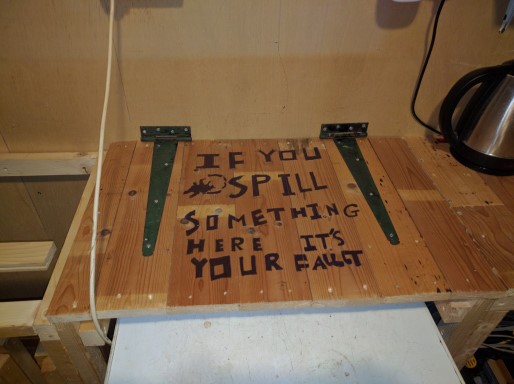 IF YOU
SPILL
SOMETHING
HERE IT'S
YOUR FAULT